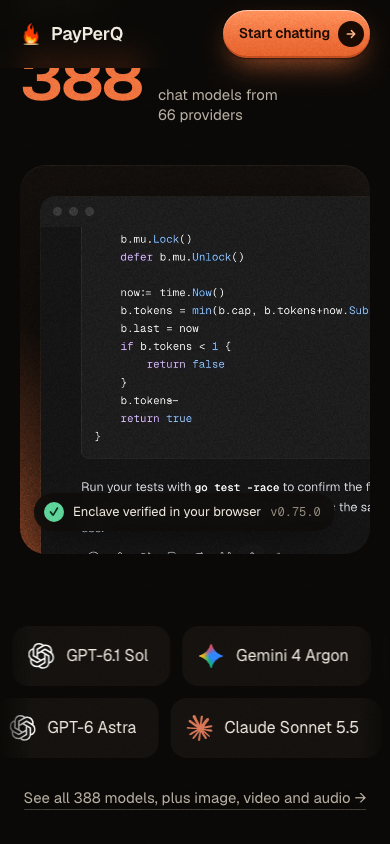 PayPerQ
Start chatting
388
chat models from
66 providers
b.mu.Lock()
defer b.mu.Unlock()
now:= time.Now()
b.tokens = min(b.cap, b.tokens+now.Sub
b.last = now
if b.tokens < 1 {
return false
}
b.tokens--
return true
}
Run your tests with go test -race to confirm the f
the sa
Enclave verified in your browser v0.75.0
GPT-6.1 Sol
Gemini 4 Argon
GPT-6 Astra
Claude Sonnet 5.5
See all 388 models, plus image, video and audio →